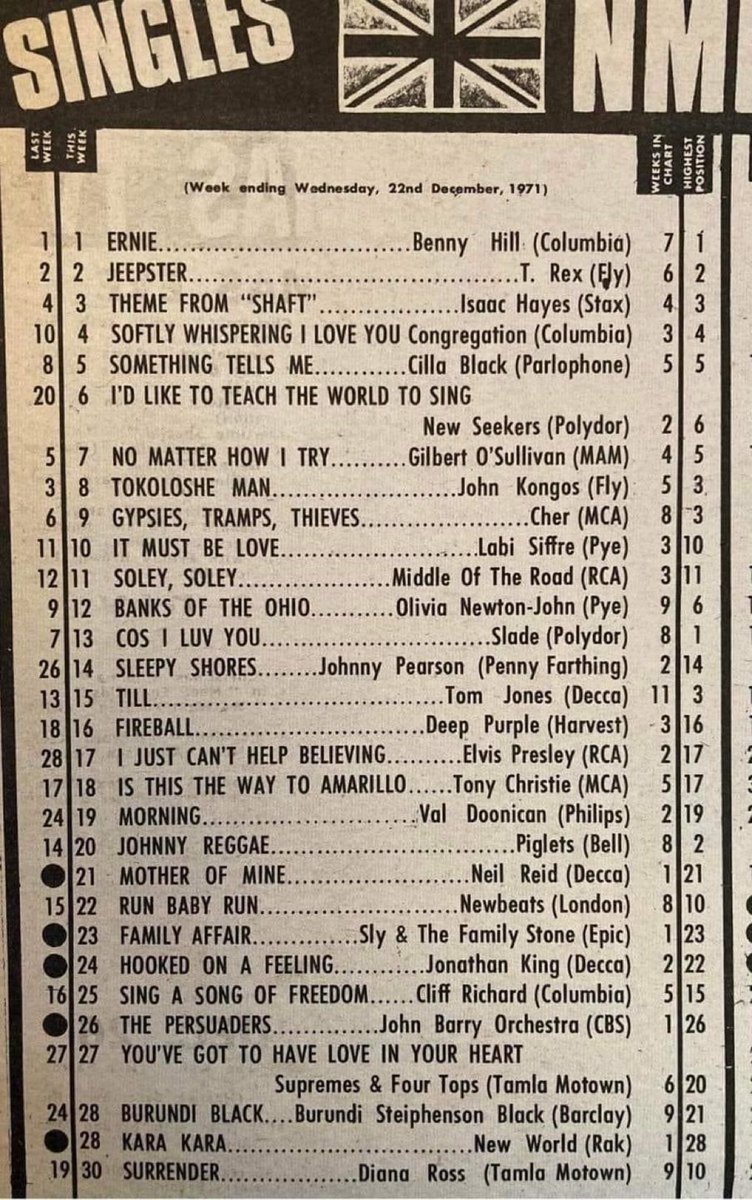 SINGLES NM
LAST WEEK THIS WEEK WEEKS IN CHART HIGHEST POSITION
(Week ending Wednesday, 22nd December, 1971)
1 1 ERNIE..............................Benny Hill (Columbia) 7 1
2 2 JEEPSTER.......................................T. Rex (Fly) 6 2
4 3 THEME FROM "SHAFT".................Isaac Hayes (Stax) 4 3
10 4 SOFTLY WHISPERING I LOVE YOU Congregation (Columbia) 3 4
8 5 SOMETHING TELLS ME............Cilla Black (Parlophone) 5 5
20 6 I'D LIKE TO TEACH THE WORLD TO SING
New Seekers (Polydor) 2 6
5 7 NO MATTER HOW I TRY.........Gilbert O'Sullivan (MAM) 4 5
3 8 TOKOLOSHE MAN......................John Kongos (Fly) 5 3
6 9 GYPSIES, TRAMPS, THIEVES....................Cher (MCA) 8 3
11 10 IT MUST BE LOVE........................Labi Siffre (Pye) 3 10
12 11 SOLEY, SOLEY..................Middle Of The Road (RCA) 3 11
9 12 BANKS OF THE OHIO...........Olivia Newton-John (Pye) 9 6
7 13 COS I LUV YOU...........................Slade (Polydor) 8 1
26 14 SLEEPY SHORES........Johnny Pearson (Penny Farthing) 2 14
13 15 TILL...................................Tom Jones (Decca) 11 3
18 16 FIREBALL...........................Deep Purple (Harvest) 3 16
28 17 I JUST CAN'T HELP BELIEVING.........Elvis Presley (RCA) 2 17
17 18 IS THIS THE WAY TO AMARILLO......Tony Christie (MCA) 5 17
24 19 MORNING..........................Val Doonican (Philips) 2 19
14 20 JOHNNY REGGAE.............................Piglets (Bell) 8 2
● 21 MOTHER OF MINE......................Neil Reid (Decca) 1 21
15 22 RUN BABY RUN........................Newbeats (London) 8 10
● 23 FAMILY AFFAIR.............Sly & The Family Stone (Epic) 1 23
● 24 HOOKED ON A FEELING...........Jonathan King (Decca) 2 22
16 25 SING A SONG OF FREEDOM......Cliff Richard (Columbia) 5 15
● 26 THE PERSUADERS.............John Barry Orchestra (CBS) 1 26
27 27 YOU'VE GOT TO HAVE LOVE IN YOUR HEART
Supremes & Four Tops (Tamla Motown) 6 20
24 28 BURUNDI BLACK....Burundi Steiphenson Black (Barclay) 9 21
● 28 KARA KARA.............................New World (Rak) 1 28
19 30 SURRENDER.................Diana Ross (Tamla Motown) 9 10